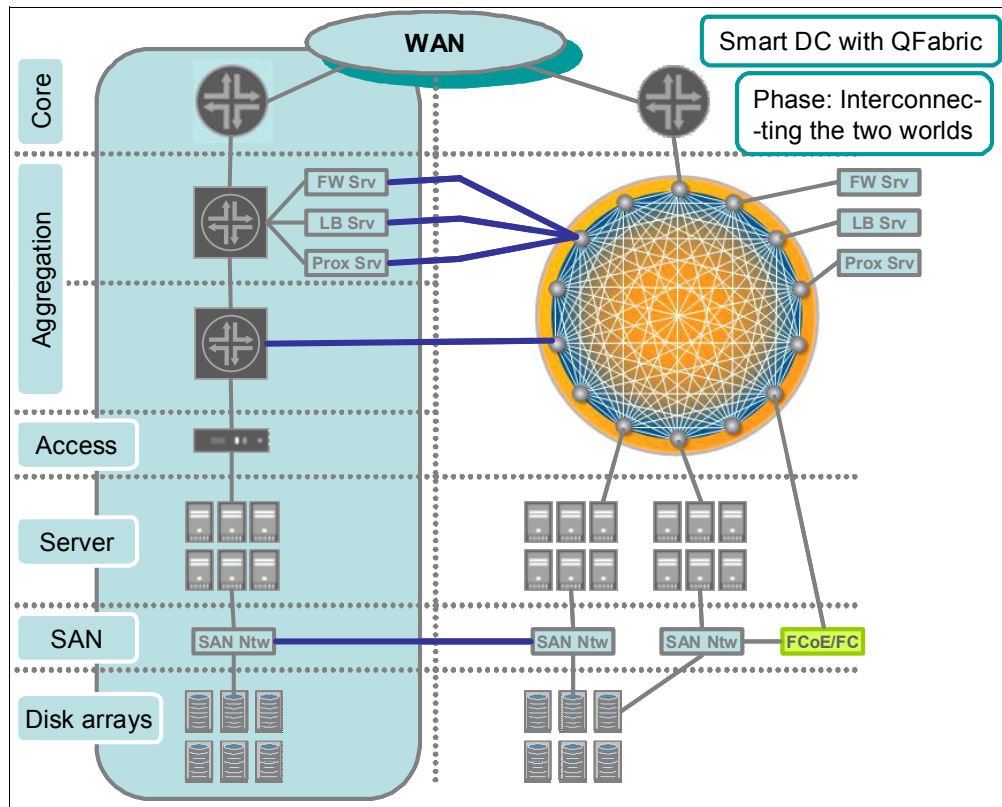 WAN
Smart DC with QFabric
Phase: Interconnec-
-ting the two worlds
Core
Aggregation
FW Srv
LB Srv
Prox Srv
FW Srv
LB Srv
Prox Srv
Access
Server
SAN
SAN Ntw
SAN Ntw
SAN Ntw
FCoE/FC
Disk arrays